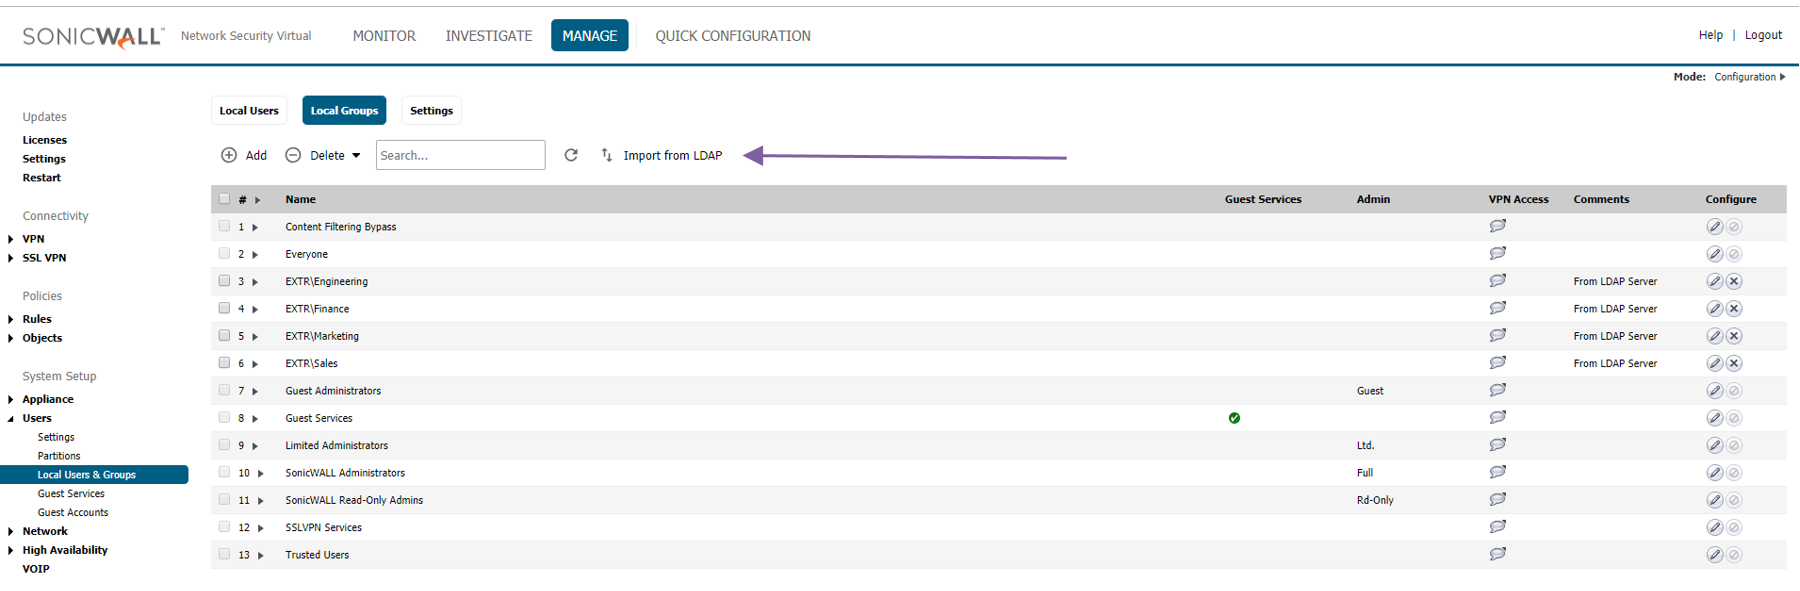 SONICWALL™ Network Security Virtual MONITOR INVESTIGATE MANAGE QUICK CONFIGURATION Help | Logout
Mode: Configuration
Updates
Licenses
Settings
Restart
Connectivity
VPN
SSL VPN
Policies
Rules
Objects
System Setup
Appliance
Users
Settings
Partitions
Local Users & Groups
Guest Services
Guest Accounts
Network
High Availability
VOIP
Local Users Local Groups Settings
Add Delete Search... Import from LDAP
# Name Guest Services Admin VPN Access Comments Configure
1 Content Filtering Bypass
2 Everyone
3 EXTR\Engineering From LDAP Server
4 EXTR\Finance From LDAP Server
5 EXTR\Marketing From LDAP Server
6 EXTR\Sales From LDAP Server
7 Guest Administrators Guest
8 Guest Services
9 Limited Administrators Ltd.
10 SonicWALL Administrators Full
11 SonicWALL Read-Only Admins Rd-Only
12 SSLVPN Services
13 Trusted Users